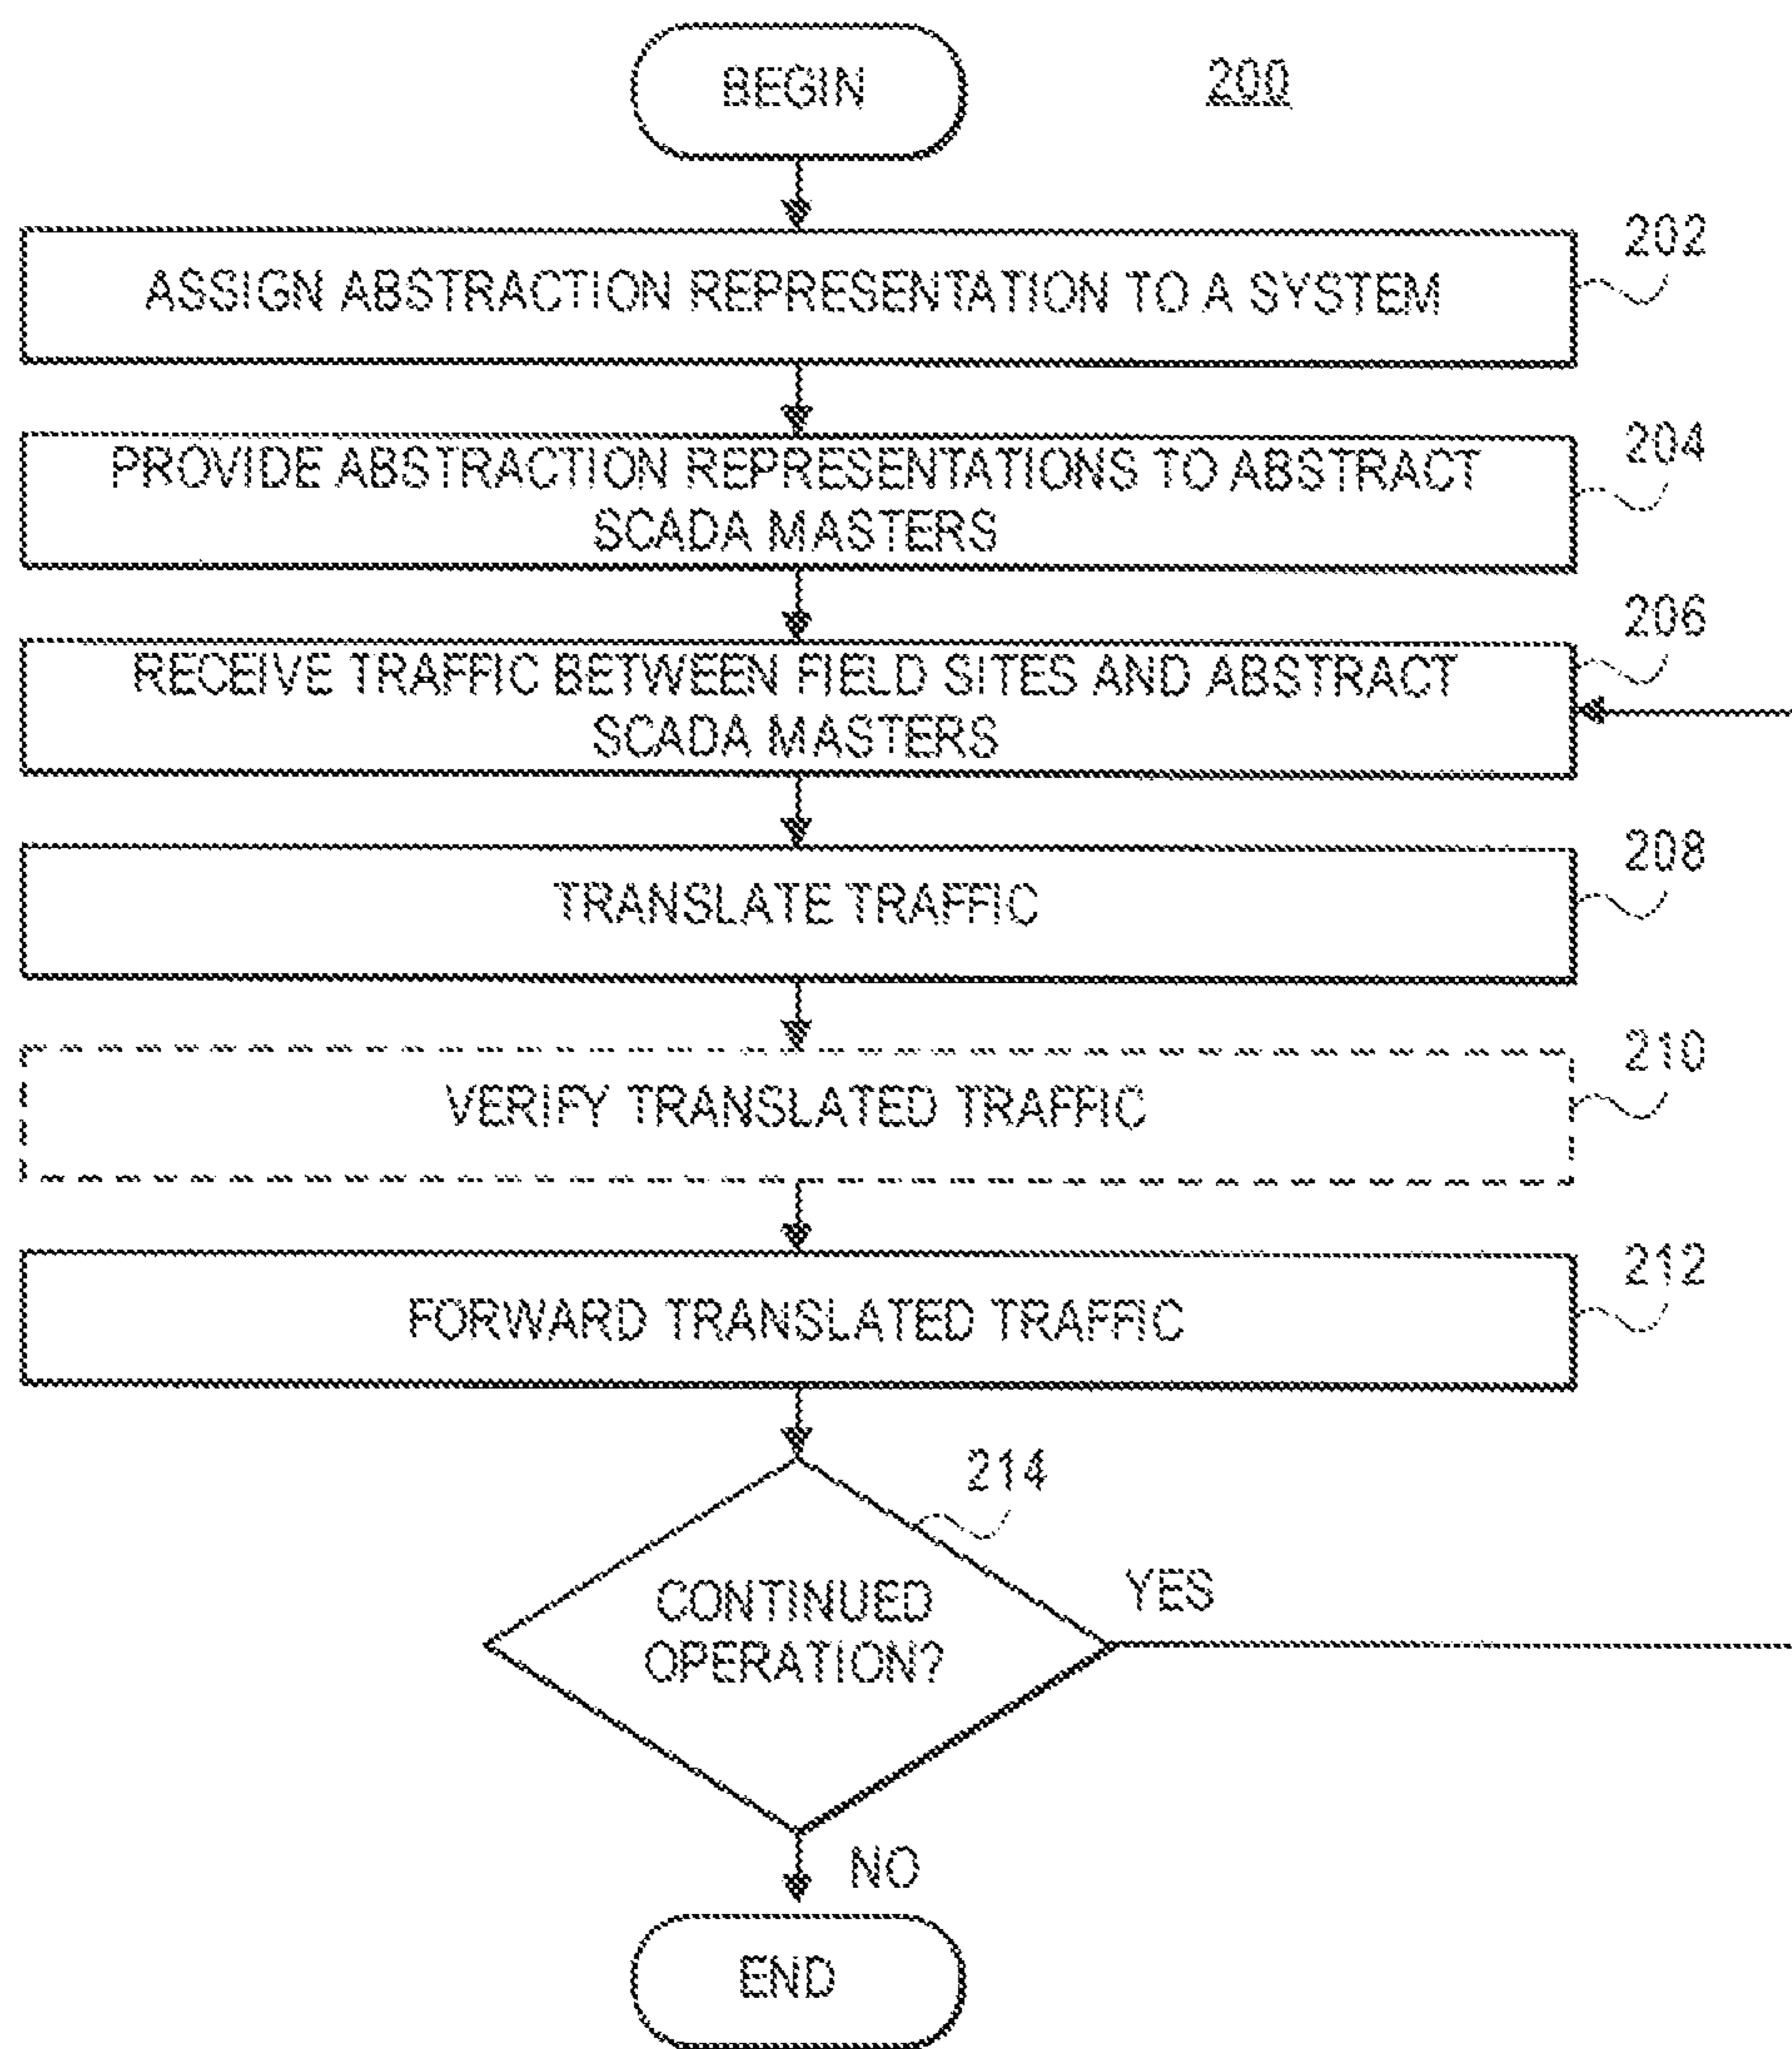 BEGIN
200
202
ASSIGN ABSTRACTION REPRESENTATION TO A SYSTEM
204
PROVIDE ABSTRACTION REPRESENTATIONS TO ABSTRACT
SCADA MASTERS
206
RECEIVE TRAFFIC BETWEEN FIELD SITES AND ABSTRACT
SCADA MASTERS
208
TRANSLATE TRAFFIC
210
VERIFY TRANSLATED TRAFFIC
212
FORWARD TRANSLATED TRAFFIC
214
CONTINUED
OPERATION?
YES
NO
END